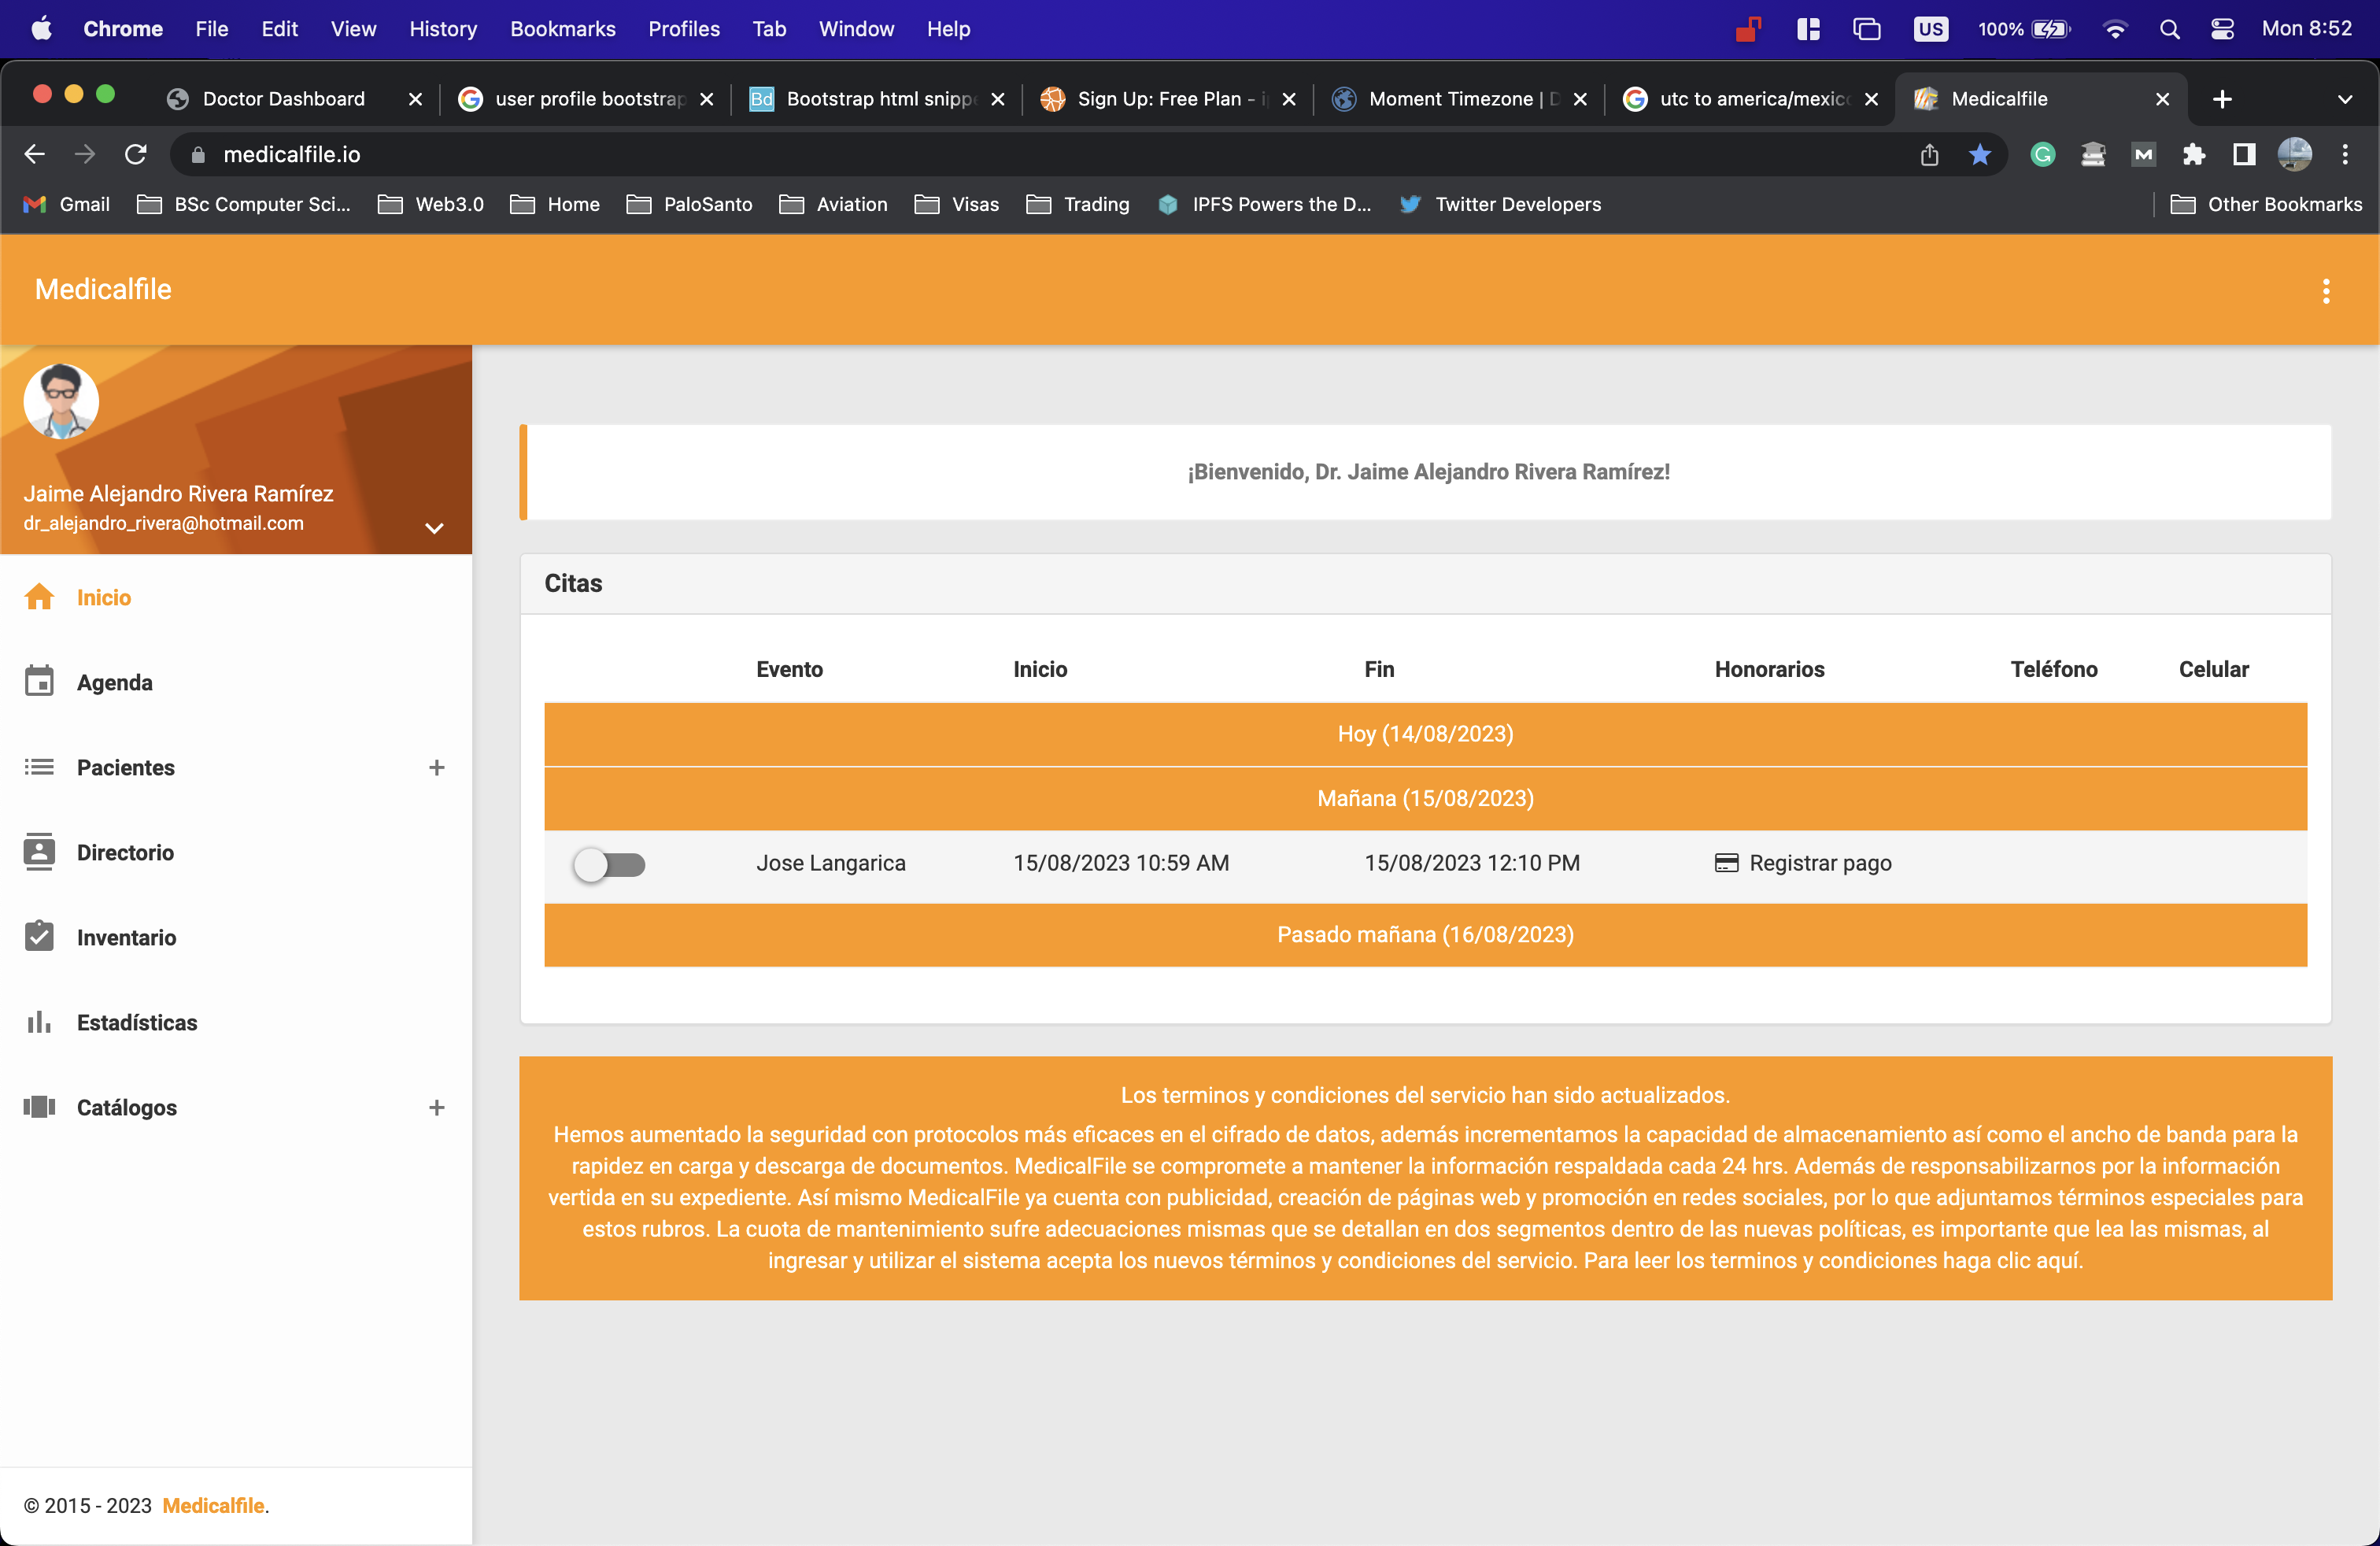 Chrome File Edit View History Bookmarks Profiles Tab Window Help US 100% Mon 8:52
Doctor Dashboard user profile bootstrap Bd Bootstrap html snippe Sign Up: Free Plan - Moment Timezone | utc to america/mexico Medicalfile
medicalfile.io
Gmail BSc Computer Sci... Web3.0 Home PaloSanto Aviation Visas Trading IPFS Powers the D... Twitter Developers Other Bookmarks
Medicalfile
Jaime Alejandro Rivera Ramírez
dr_alejandro_rivera@hotmail.com
Inicio
Agenda
Pacientes +
Directorio
Inventario
Estadísticas
Catálogos +
© 2015 - 2023 Medicalfile.
¡Bienvenido, Dr. Jaime Alejandro Rivera Ramírez!
Citas
Evento Inicio Fin Honorarios Teléfono Celular
Hoy (14/08/2023)
Mañana (15/08/2023)
Jose Langarica 15/08/2023 10:59 AM 15/08/2023 12:10 PM Registrar pago
Pasado mañana (16/08/2023)
Los terminos y condiciones del servicio han sido actualizados.
Hemos aumentado la seguridad con protocolos más eficaces en el cifrado de datos, además incrementamos la capacidad de almacenamiento así como el ancho de banda para la
rapidez en carga y descarga de documentos. MedicalFile se compromete a mantener la información respaldada cada 24 hrs. Además de responsabilizarnos por la información
vertida en su expediente. Así mismo MedicalFile ya cuenta con publicidad, creación de páginas web y promoción en redes sociales, por lo que adjuntamos términos especiales para
estos rubros. La cuota de mantenimiento sufre adecuaciones mismas que se detallan en dos segmentos dentro de las nuevas políticas, es importante que lea las mismas, al
ingresar y utilizar el sistema acepta los nuevos términos y condiciones del servicio. Para leer los terminos y condiciones haga clic aquí.